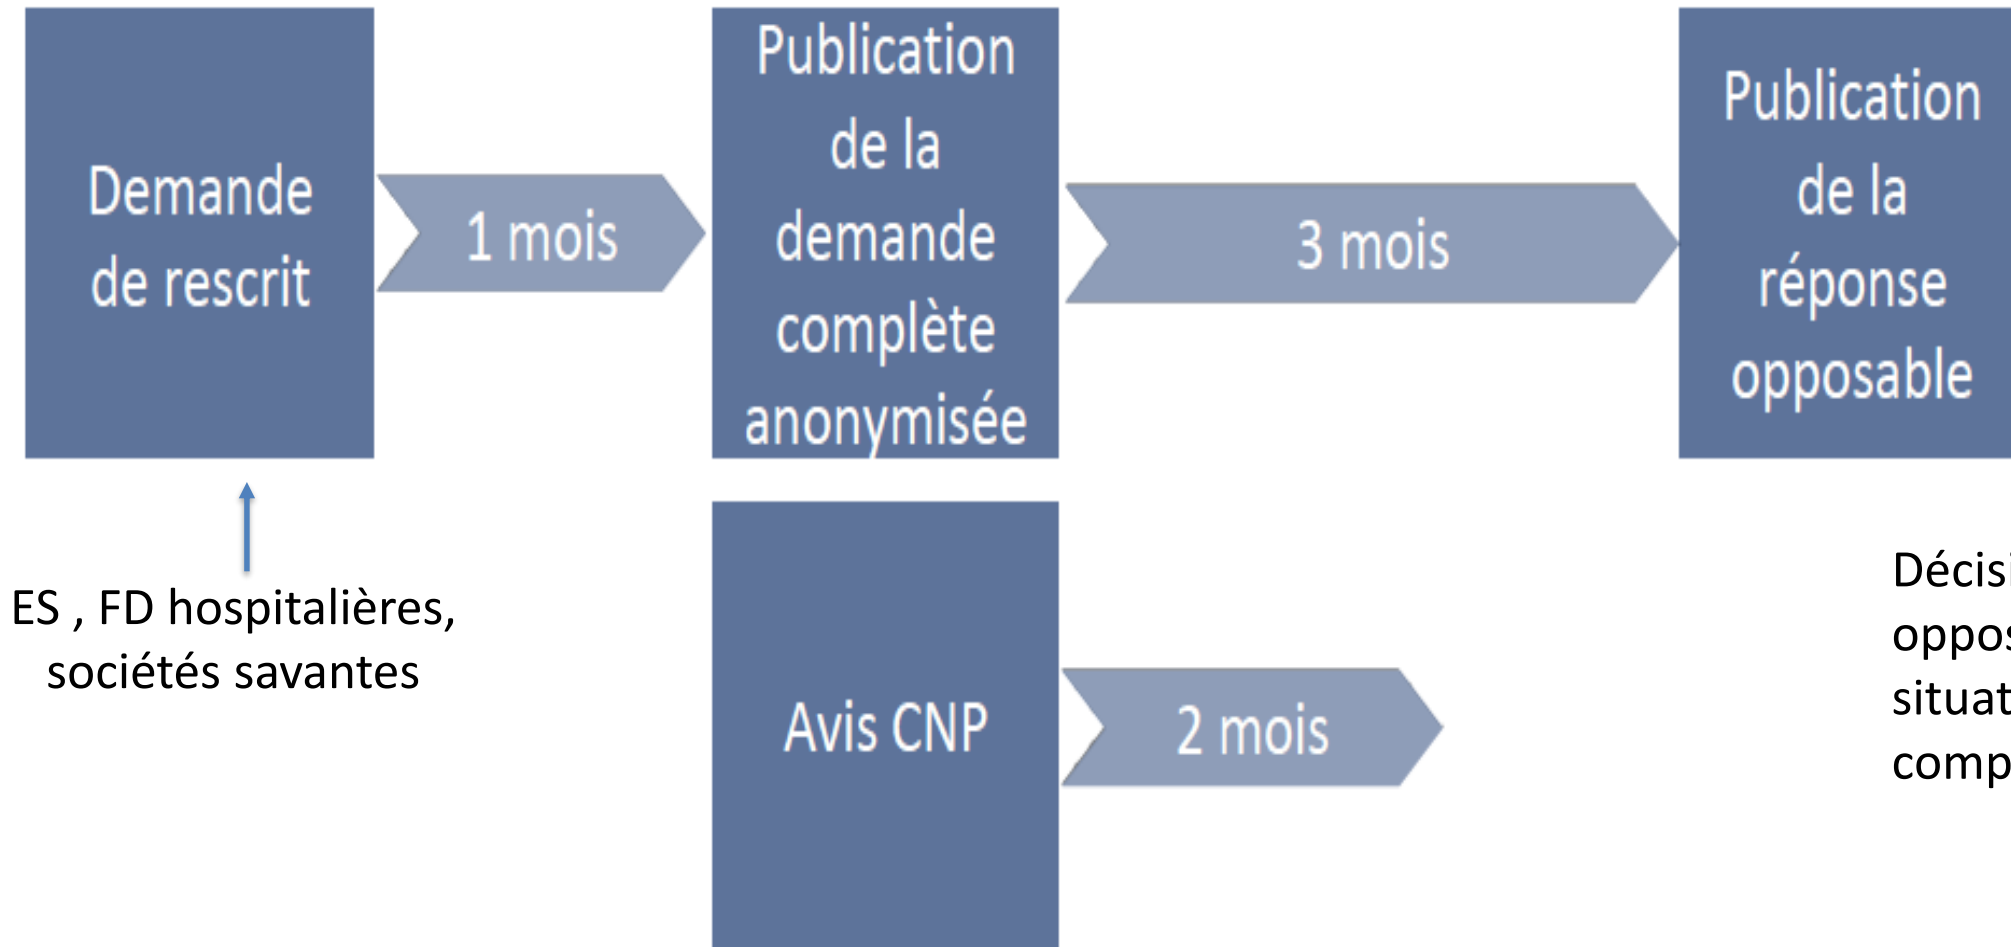 Demande
de rescrit
1 mois
Publication
de la
demande
complète
anonymisée
3 mois
Publication
de la
réponse
opposable
ES , FD hospitalières,
sociétés savantes
Avis CNP
2 mois